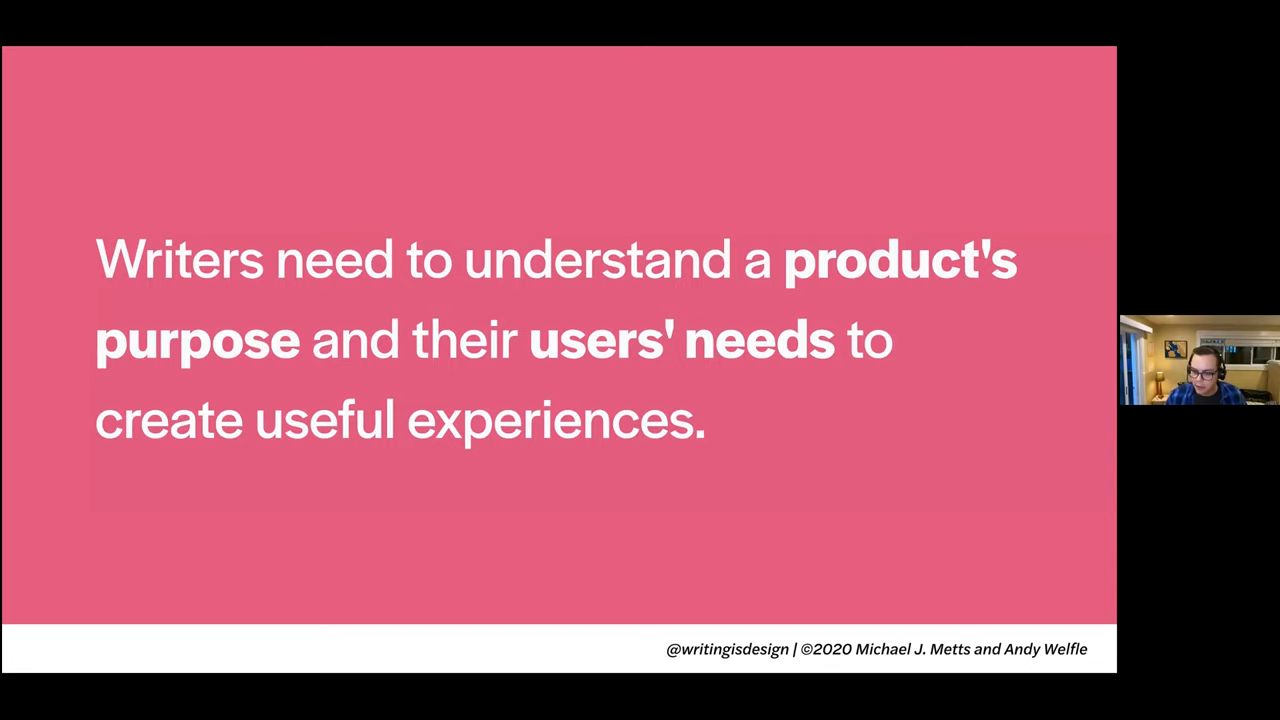 Writers need to understand a product's
purpose and their users' needs to
create useful experiences.
@writingisdesign | ©2020 Michael J. Metts and Andy Welfle